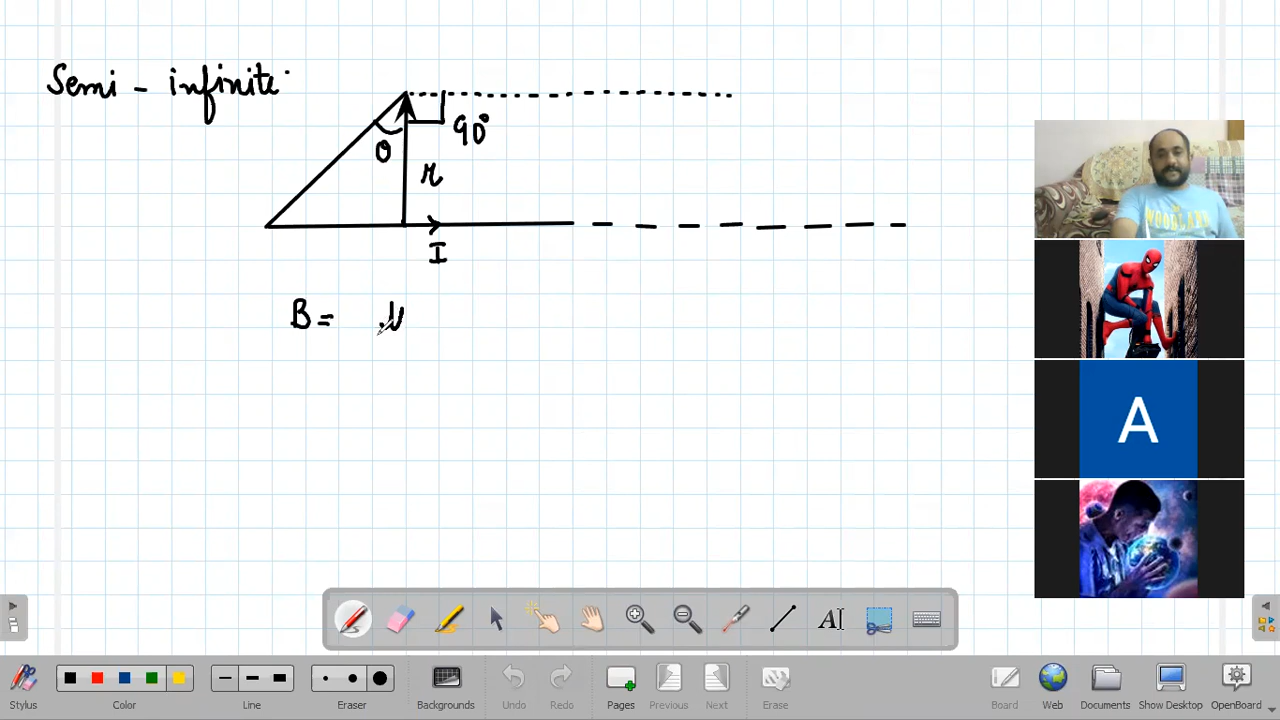 Semi - infinite
90°
θ
r
I
B = μ
WOODLAND
A
Stylus
Color
Line
Eraser
Backgrounds
Undo
Redo
Pages
Previous
Next
Erase
Board
Web
Documents
Show Desktop
OpenBoard